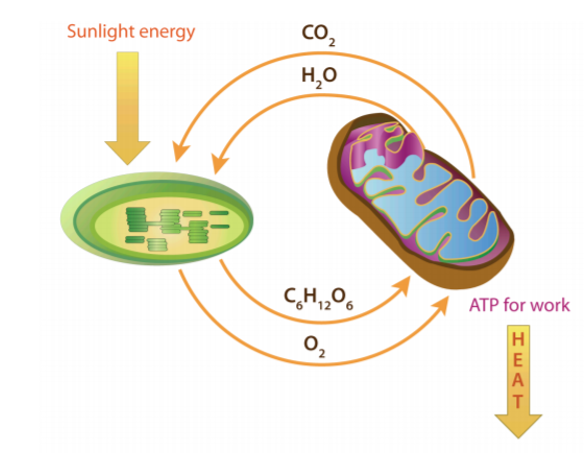 Sunlight energy
CO₂
H₂O
C₆H₁₂O₆
O₂
ATP for work
HEAT